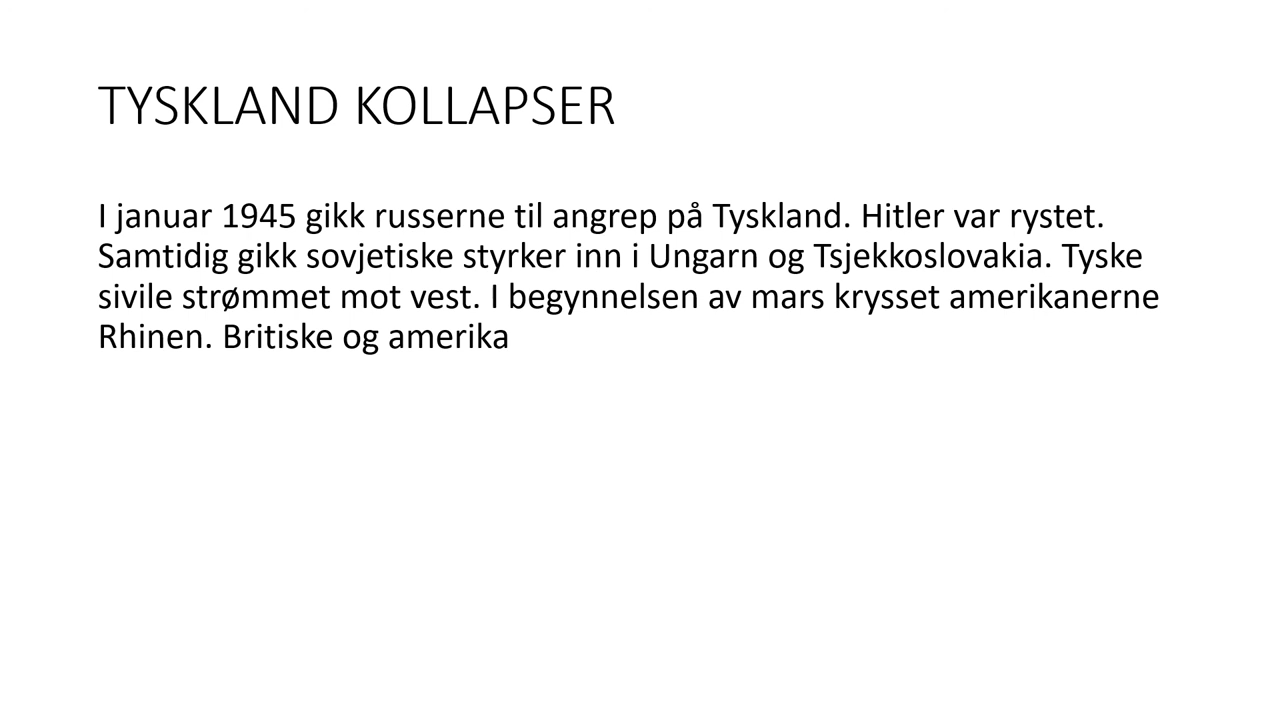 TYSKLAND KOLLAPSER
I januar 1945 gikk russerne til angrep på Tyskland. Hitler var rystet.
Samtidig gikk sovjetiske styrker inn i Ungarn og Tsjekkoslovakia. Tyske
sivile strømmet mot vest. I begynnelsen av mars krysset amerikanerne
Rhinen. Britiske og amerika